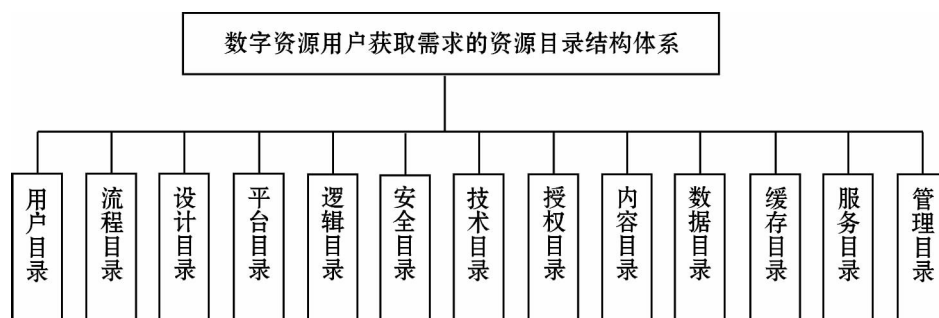 数字资源用户获取需求的资源目录结构体系
用户目录
流程目录
设计目录
平台目录
逻辑目录
安全目录
技术目录
授权目录
内容目录
数据目录
缓存目录
服务目录
管理目录